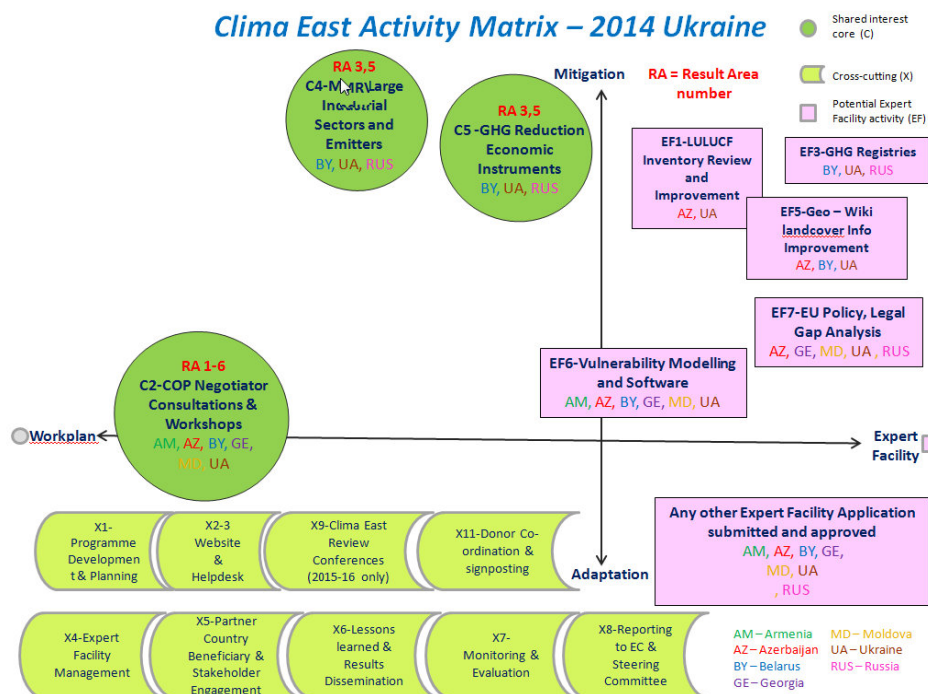 Clima East Activity Matrix – 2014 Ukraine
Shared interest
core (C)
Cross-cutting (X)
Potential Expert
Facility activity (EF)
RA 3,5
Large
Industrial
Sectors and
Emitters
BY, UA, RUS
RA 3,5
C5 -GHG Reduction
Economic
Instruments
BY, UA, RUS
Mitigation
RA = Result Area
number
EF1-LULUCF
Inventory Review
and
Improvement
AZ, UA
EF3-GHG Registries
BY, UA, RUS
EF5-Geo – Wiki
landcover Info
Improvement
AZ, BY, UA
EF7-EU Policy, Legal
Gap Analysis
AZ, GE, MD, UA , RUS
EF6-Vulnerability Modelling
and Software
AM, AZ, BY, GE, MD, UA
RA 1-6
C2-COP Negotiator
Consultations &
Workshops
AM, AZ, BY, GE,
MD, UA
Workplan
Expert
Facility
X1-
Programme
Developmen
t & Planning
X2-3
Website
&
Helpdesk
X9-Clima East
Review
Conferences
(2015-16 only)
X11-Donor Co-
ordination &
signposting
Adaptation
Any other Expert Facility Application
submitted and approved
AM, AZ, BY, GE,
MD, UA
, RUS
X4-Expert
Facility
Management
X5-Partner
Country
Beneficiary &
Stakeholder
Engagement
X6-Lessons
learned &
Results
Dissemination
X7-
Monitoring &
Evaluation
X8-Reporting
to EC &
Steering
Committee
AM – Armenia
AZ – Azerbaijan
BY – Belarus
GE – Georgia
MD – Moldova
UA – Ukraine
RUS – Russia